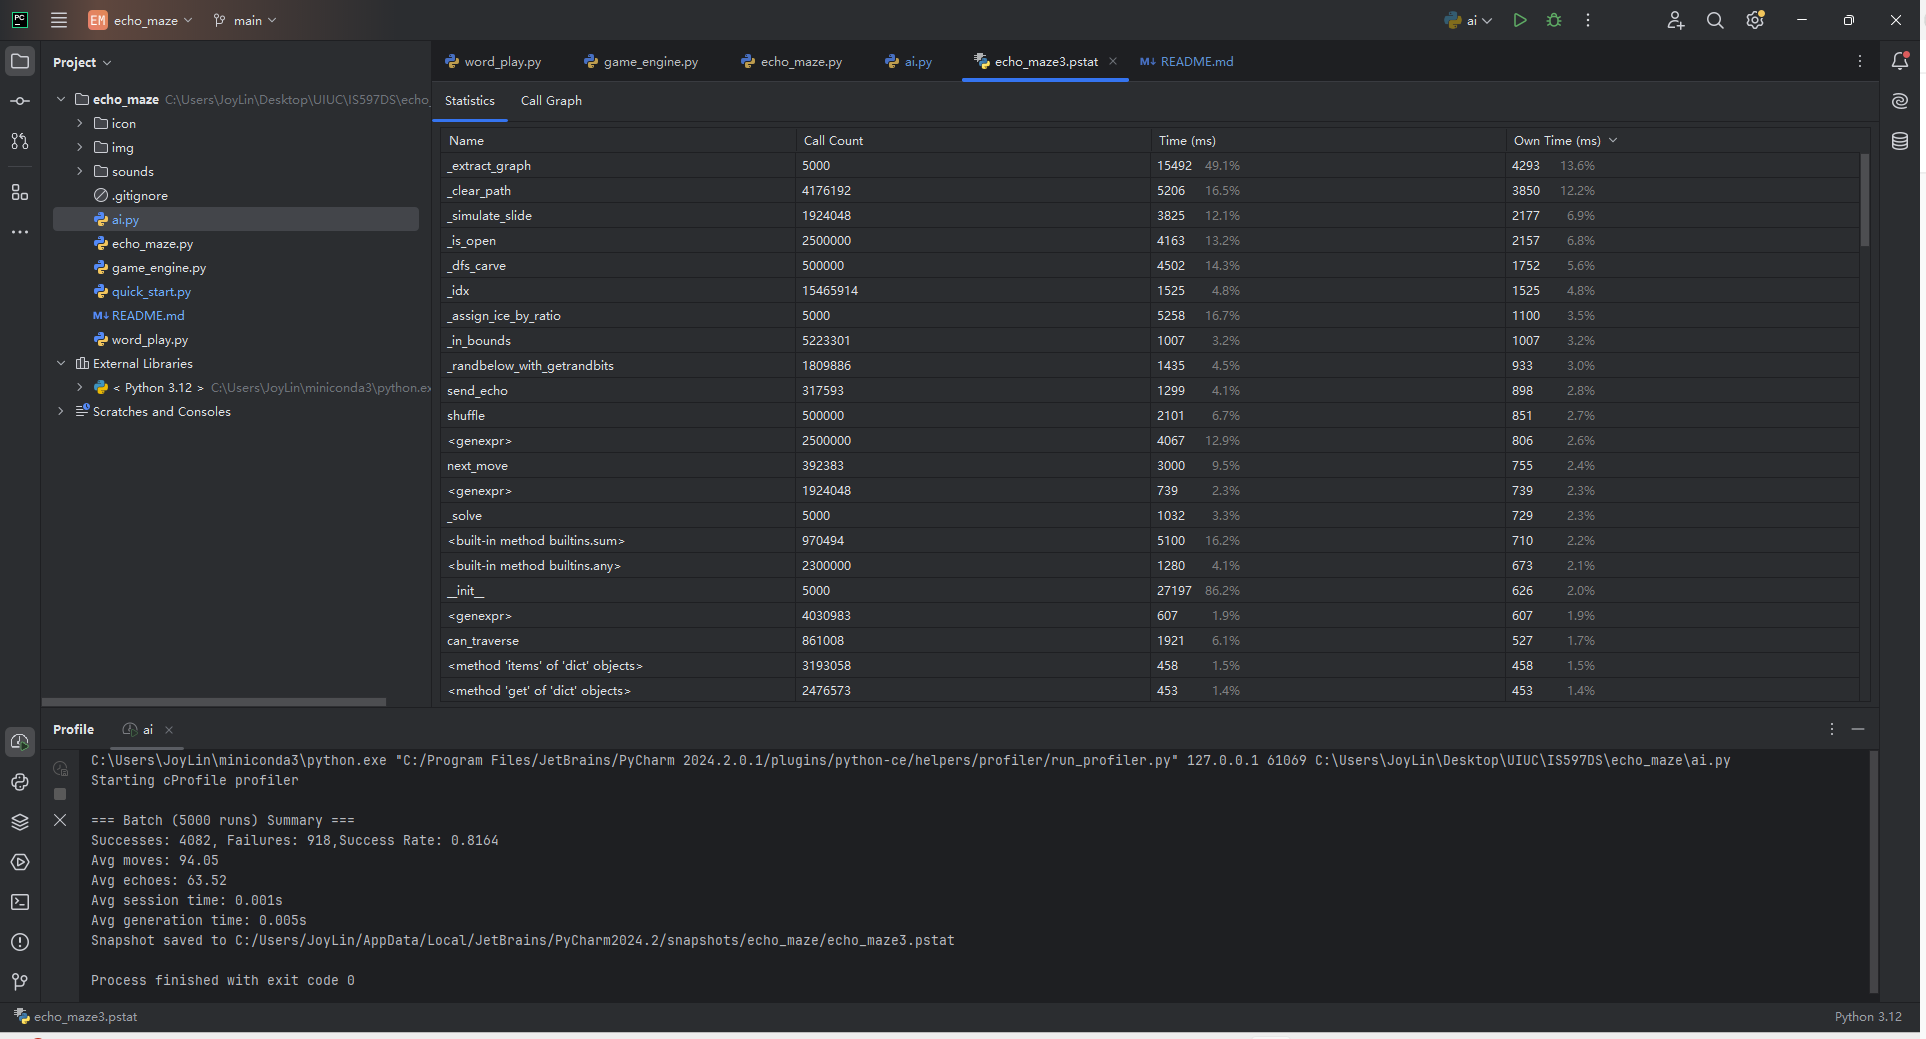 PC
EM echo_maze
main
ai
Project
word_play.py
game_engine.py
echo_maze.py
ai.py
echo_maze3.pstat
M↓ README.md
echo_maze C:\Users\JoyLin\Desktop\UIUC\IS597DS\echo_
icon
img
sounds
.gitignore
ai.py
echo_maze.py
game_engine.py
quick_start.py
M↓ README.md
word_play.py
External Libraries
< Python 3.12 > C:\Users\JoyLin\miniconda3\python.ex
Scratches and Consoles
Statistics Call Graph
Name Call Count Time (ms) Own Time (ms)
_extract_graph 5000 15492 49.1% 4293 13.6%
_clear_path 4176192 5206 16.5% 3850 12.2%
_simulate_slide 1924048 3825 12.1% 2177 6.9%
_is_open 2500000 4163 13.2% 2157 6.8%
_dfs_carve 500000 4502 14.3% 1752 5.6%
_idx 15465914 1525 4.8% 1525 4.8%
_assign_ice_by_ratio 5000 5258 16.7% 1100 3.5%
_in_bounds 5223301 1007 3.2% 1007 3.2%
_randbelow_with_getrandbits 1809886 1435 4.5% 933 3.0%
send_echo 317593 1299 4.1% 898 2.8%
shuffle 500000 2101 6.7% 851 2.7%
<genexpr> 2500000 4067 12.9% 806 2.6%
next_move 392383 3000 9.5% 755 2.4%
<genexpr> 1924048 739 2.3% 739 2.3%
_solve 5000 1032 3.3% 729 2.3%
<built-in method builtins.sum> 970494 5100 16.2% 710 2.2%
<built-in method builtins.any> 2300000 1280 4.1% 673 2.1%
__init__ 5000 27197 86.2% 626 2.0%
<genexpr> 4030983 607 1.9% 607 1.9%
can_traverse 861008 1921 6.1% 527 1.7%
<method 'items' of 'dict' objects> 3193058 458 1.5% 458 1.5%
<method 'get' of 'dict' objects> 2476573 453 1.4% 453 1.4%
Profile ai
C:\Users\JoyLin\miniconda3\python.exe "C:/Program Files/JetBrains/PyCharm 2024.2.0.1/plugins/python-ce/helpers/profiler/run_profiler.py" 127.0.0.1 61069 C:\Users\JoyLin\Desktop\UIUC\IS597DS\echo_maze\ai.py
Starting cProfile profiler
=== Batch (5000 runs) Summary ===
Successes: 4082, Failures: 918,Success Rate: 0.8164
Avg moves: 94.05
Avg echoes: 63.52
Avg session time: 0.001s
Avg generation time: 0.005s
Snapshot saved to C:/Users/JoyLin/AppData/Local/JetBrains/PyCharm2024.2/snapshots/echo_maze/echo_maze3.pstat
Process finished with exit code 0
echo_maze3.pstat
Python 3.12